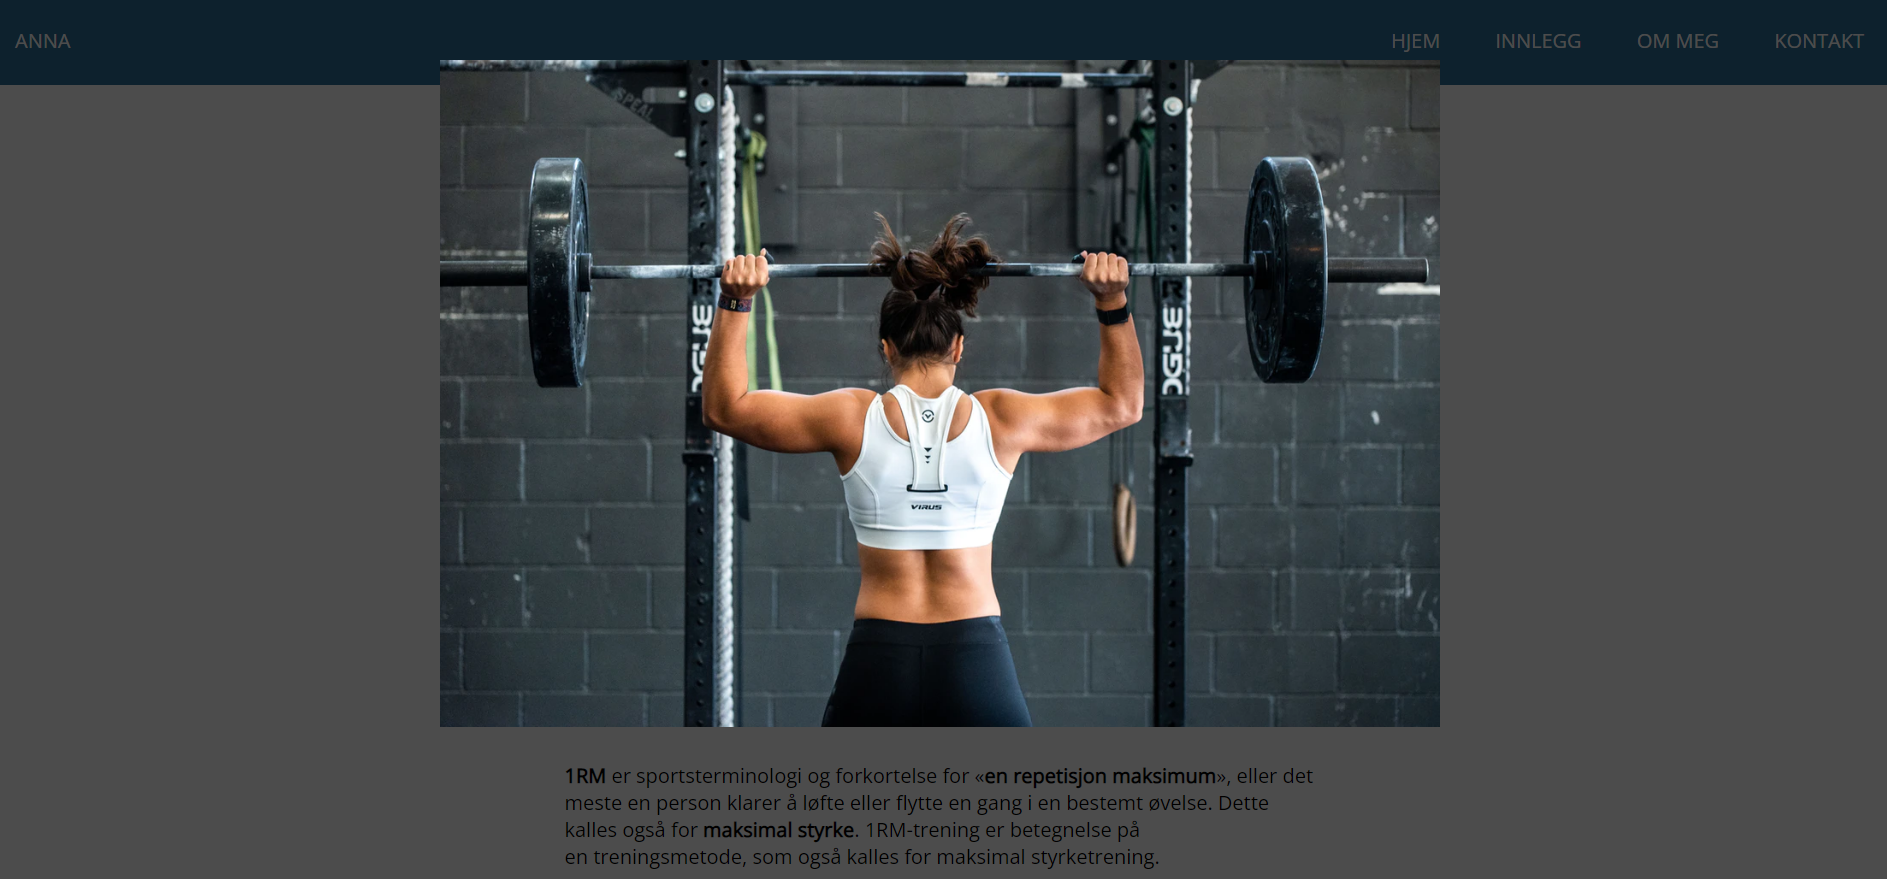 ANNA
HJEM
INNLEGG
OM MEG
KONTAKT
SPEAL
VIRUS
1RM er sportsterminologi og forkortelse for «en repetisjon maksimum», eller det
meste en person klarer å løfte eller flytte en gang i en bestemt øvelse. Dette
kalles også for maksimal styrke. 1RM-trening er betegnelse på
en treningsmetode, som også kalles for maksimal styrketrening.